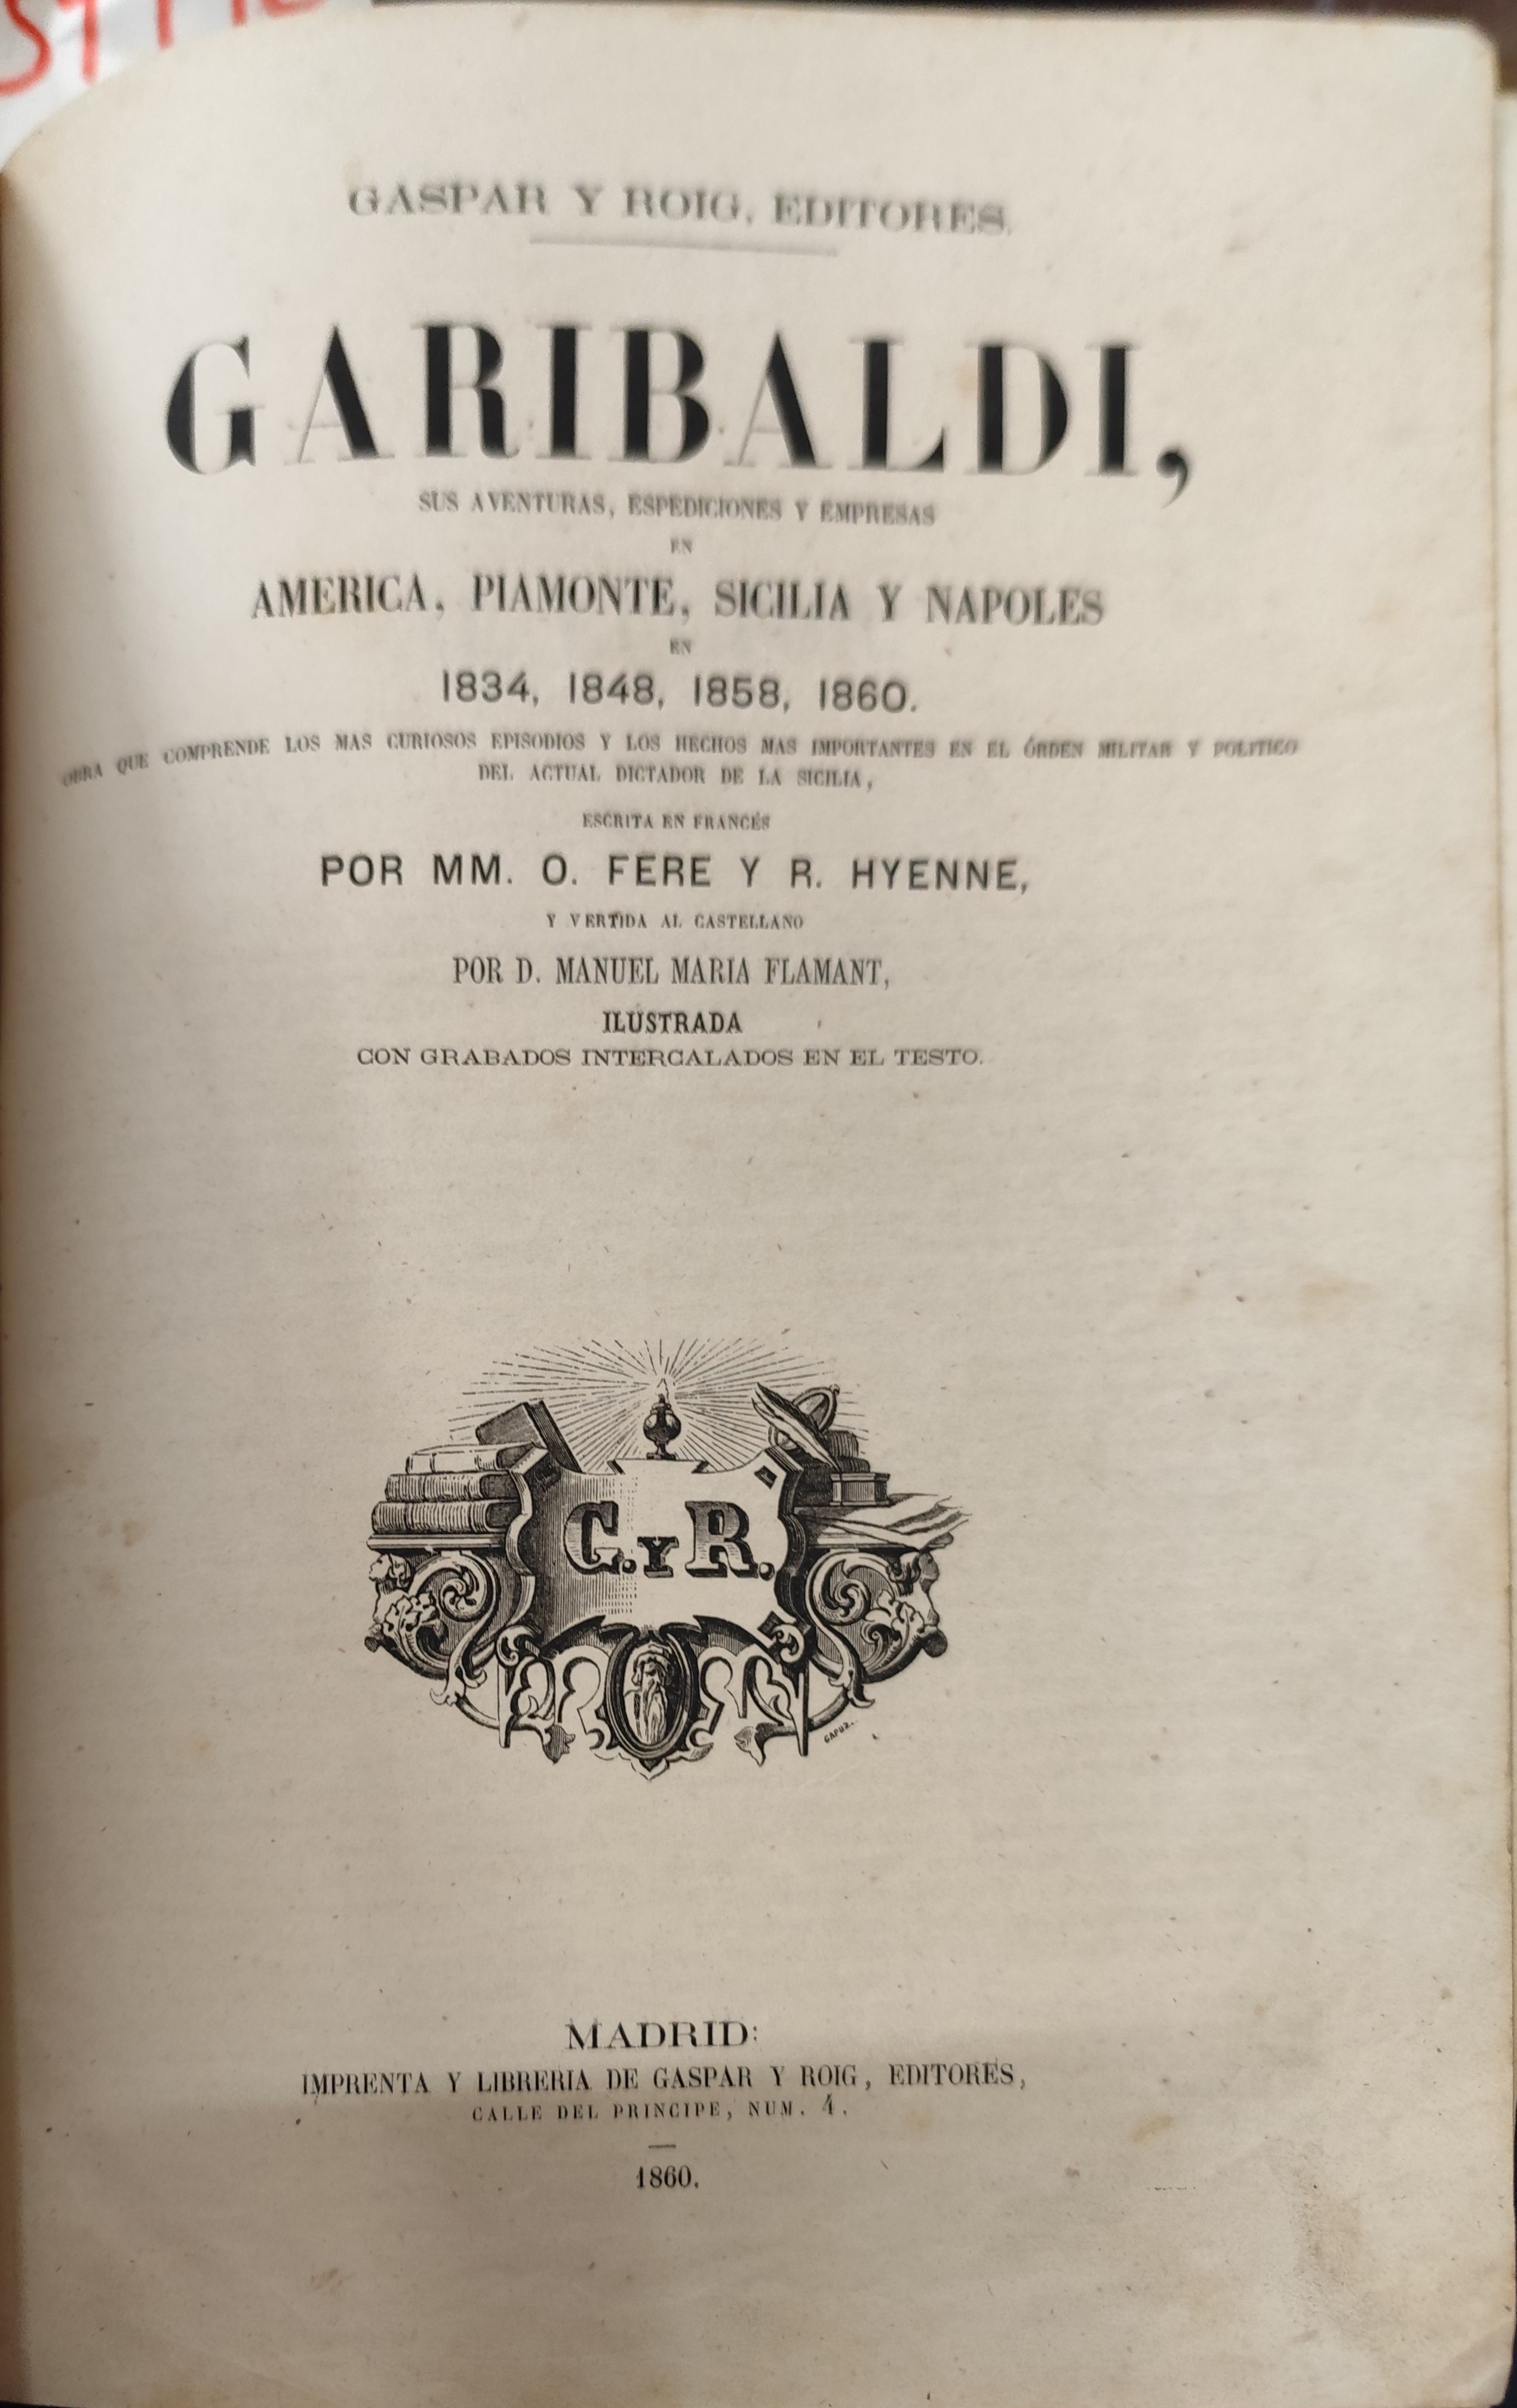 GASPAR Y ROIG, EDITORES.
GARIBALDI,
SUS AVENTURAS, ESPEDICIONES Y EMPRESAS
EN
AMERICA, PIAMONTE, SICILIA Y NAPOLES
EN
1834, 1848, 1858, 1860.
OBRA QUE COMPRENDE LOS MAS CURIOSOS EPISODIOS Y LOS HECHOS MAS IMPORTANTES EN EL ÓRDEN MILITAR Y POLITICO
DEL ACTUAL DICTADOR DE LA SICILIA,
ESCRITA EN FRANCÉS
POR MM. O. FERE Y R. HYENNE,
Y VERTIDA AL CASTELLANO
POR D. MANUEL MARIA FLAMANT,
ILUSTRADA
CON GRABADOS INTERCALADOS EN EL TESTO.
G. Y R.
CAPUZ.
MADRID:
IMPRENTA Y LIBRERIA DE GASPAR Y ROIG, EDITORES,
CALLE DEL PRINCIPE, NUM. 4.
1860.